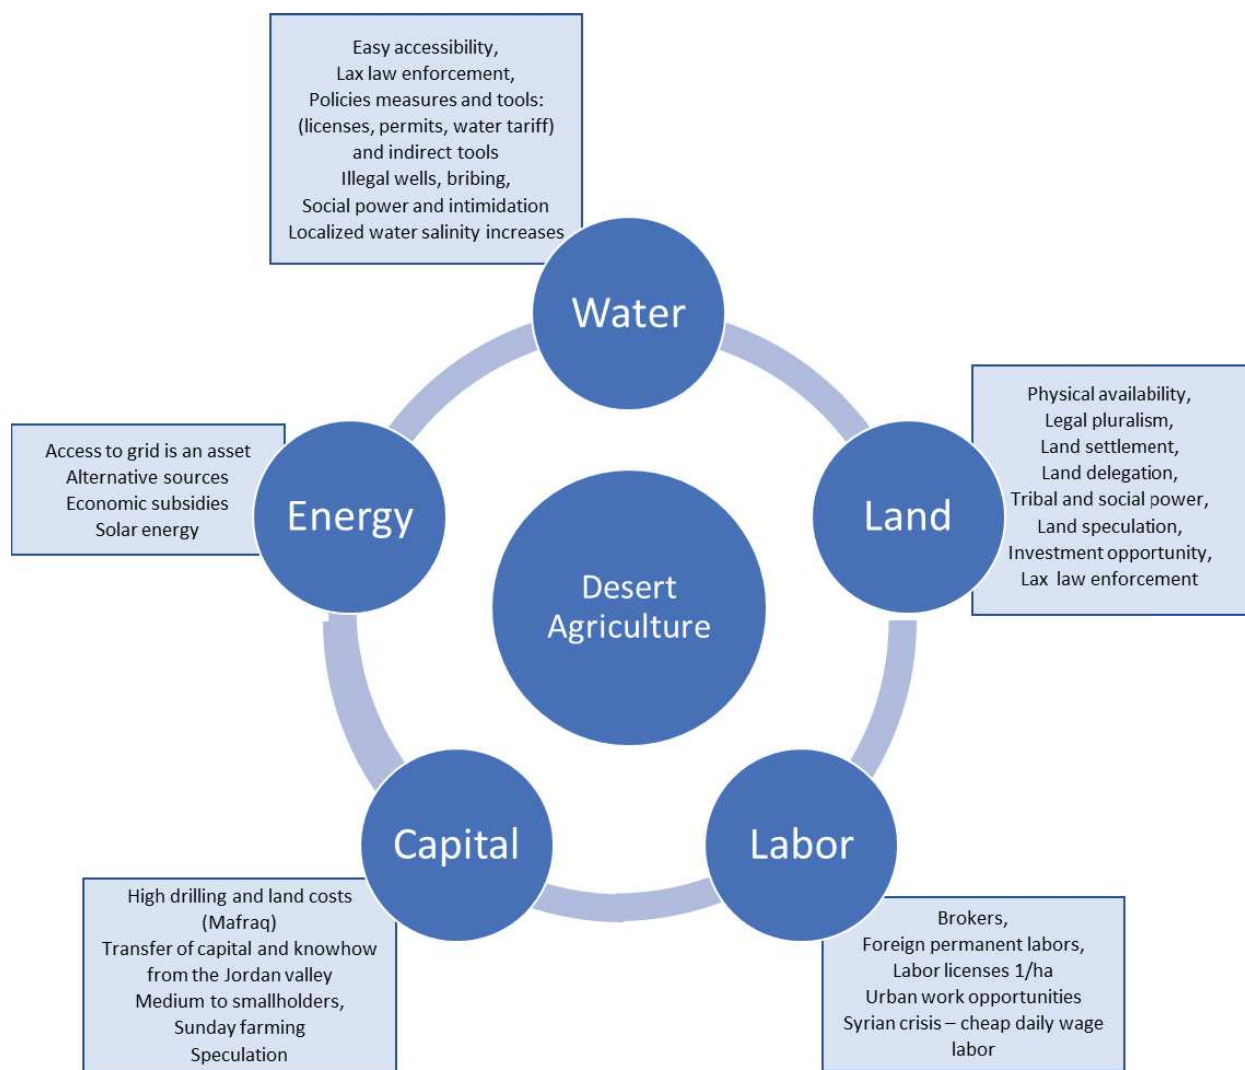 Easy accessibility,
Lax law enforcement,
Policies measures and tools:
(licenses, permits, water tariff)
and indirect tools
Illegal wells, bribing,
Social power and intimidation
Localized water salinity increases
Water
Physical availability,
Legal pluralism,
Land settlement,
Land delegation,
Tribal and social power,
Land speculation,
Investment opportunity,
Lax law enforcement
Land
Access to grid is an asset
Alternative sources
Economic subsidies
Solar energy
Energy
Desert
Agriculture
Capital
High drilling and land costs
(Mafraq)
Transfer of capital and knowhow
from the Jordan valley
Medium to smallholders,
Sunday farming
Speculation
Labor
Brokers,
Foreign permanent labors,
Labor licenses 1/ha
Urban work opportunities
Syrian crisis – cheap daily wage
labor